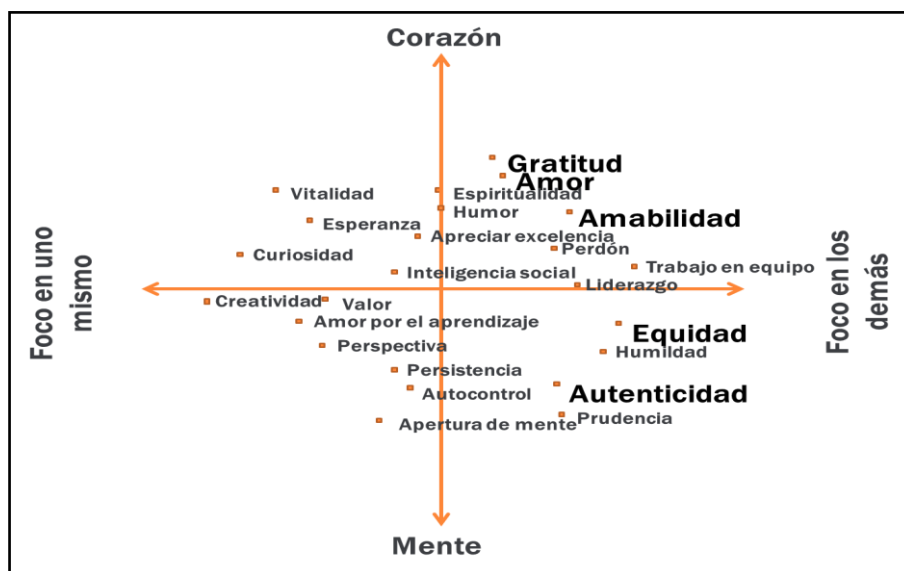 Corazón
Gratitud
Amor
Vitalidad
Espiritualidad
Humor
Amabilidad
Esperanza
Apreciar excelencia
Perdón
Curiosidad
Inteligencia social
Trabajo en equipo
Liderazgo
Foco en uno
mismo
Foco en los
demás
Creatividad
Valor
Amor por el aprendizaje
Equidad
Perspectiva
Humildad
Persistencia
Autocontrol
Autenticidad
Apertura de mente
Prudencia
Mente